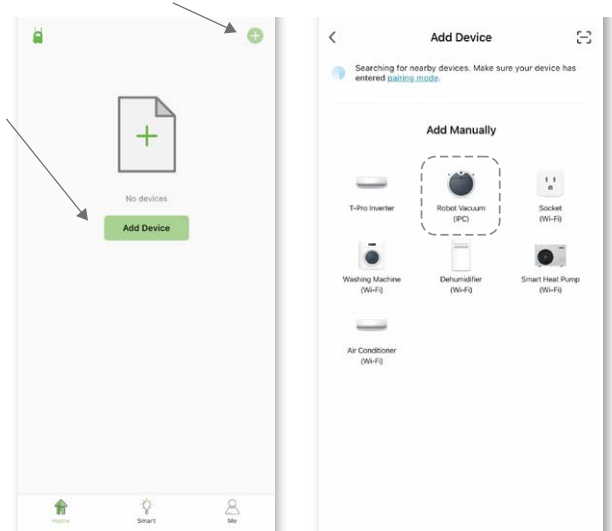 No devices
Add Device
Home
Smart
Me
Add Device
Searching for nearby devices. Make sure your device has
entered pairing mode.
Add Manually
T-Pro Inverter
Robot Vacuum
(IPC)
Socket
(Wi-Fi)
Washing Machine
(Wi-Fi)
Dehumidifier
(Wi-Fi)
Smart Heat Pump
(Wi-Fi)
Air Conditioner
(Wi-Fi)